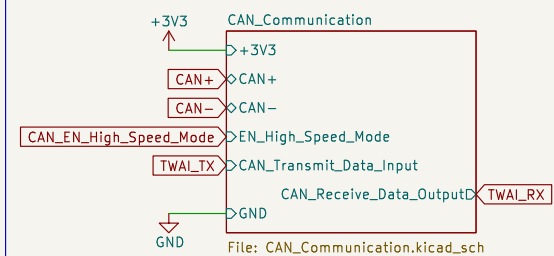 CAN_Communication
+3V3
+3V3
CAN+ CAN+
CAN- CAN-
CAN_EN_High_Speed_Mode EN_High_Speed_Mode
TWAI_TX CAN_Transmit_Data_Input
CAN_Receive_Data_Output TWAI_RX
GND
GND
File: CAN_Communication.kicad_sch